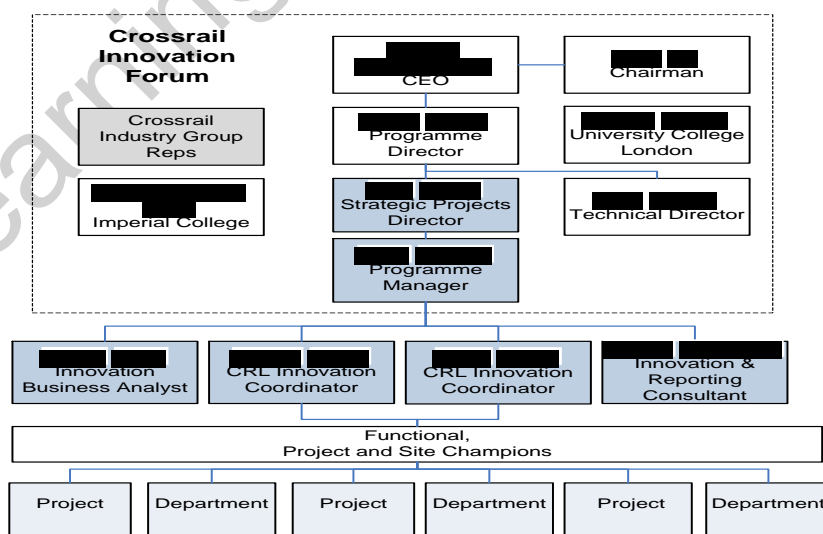 Crossrail
Innovation
Forum
CEO
Chairman
Crossrail
Industry Group
Reps
Programme
Director
University College
London
Imperial College
Strategic Projects
Director
Technical Director
Programme
Manager
Innovation
Business Analyst
CRL Innovation
Coordinator
CRL Innovation
Coordinator
Innovation &
Reporting
Consultant
Functional,
Project and Site Champions
Project
Department
Project
Department
Project
Department